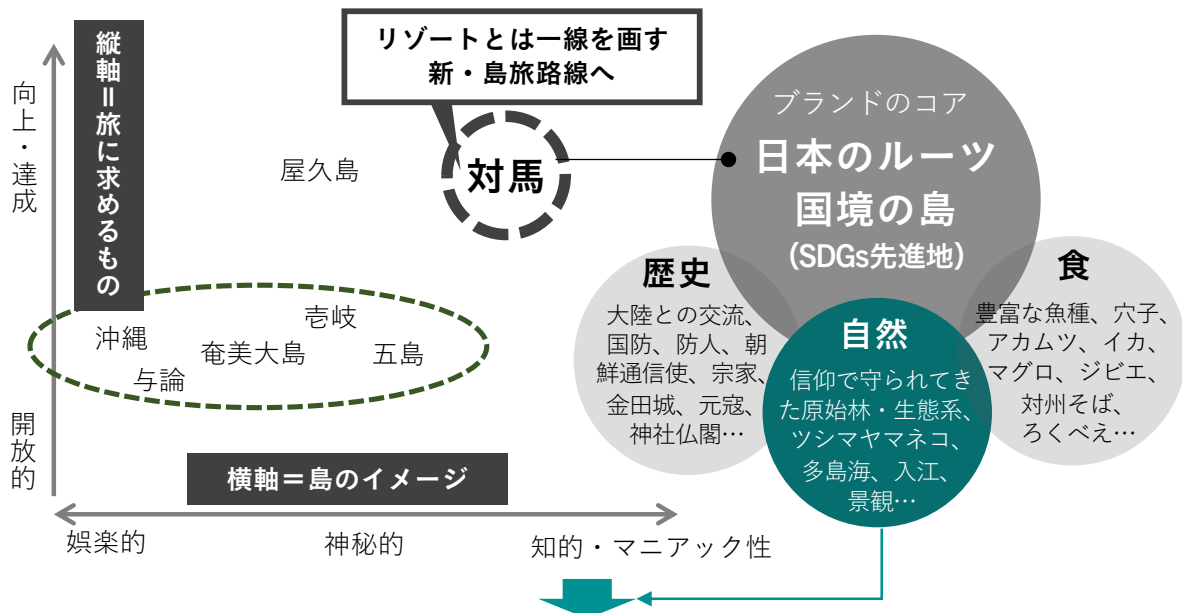 リゾートとは一線を画す
新・島旅路線へ
縦軸＝旅に求めるもの
向上・達成
開放的
屋久島
対馬
沖縄
与論
奄美大島
壱岐
五島
横軸＝島のイメージ
娯楽的
神秘的
知的・マニアック性
ブランドのコア
日本のルーツ
国境の島
(SDGs先進地)
歴史
大陸との交流、
国防、防人、朝
鮮通信使、宗家、
金田城、元寇、
神社仏閣…
自然
信仰で守られてき
た原始林・生態系、
ツシマヤマネコ、
多島海、入江、
景観…
食
豊富な魚種、穴子、
アカムツ、イカ、
マグロ、ジビエ、
対州そば、
ろくべえ…